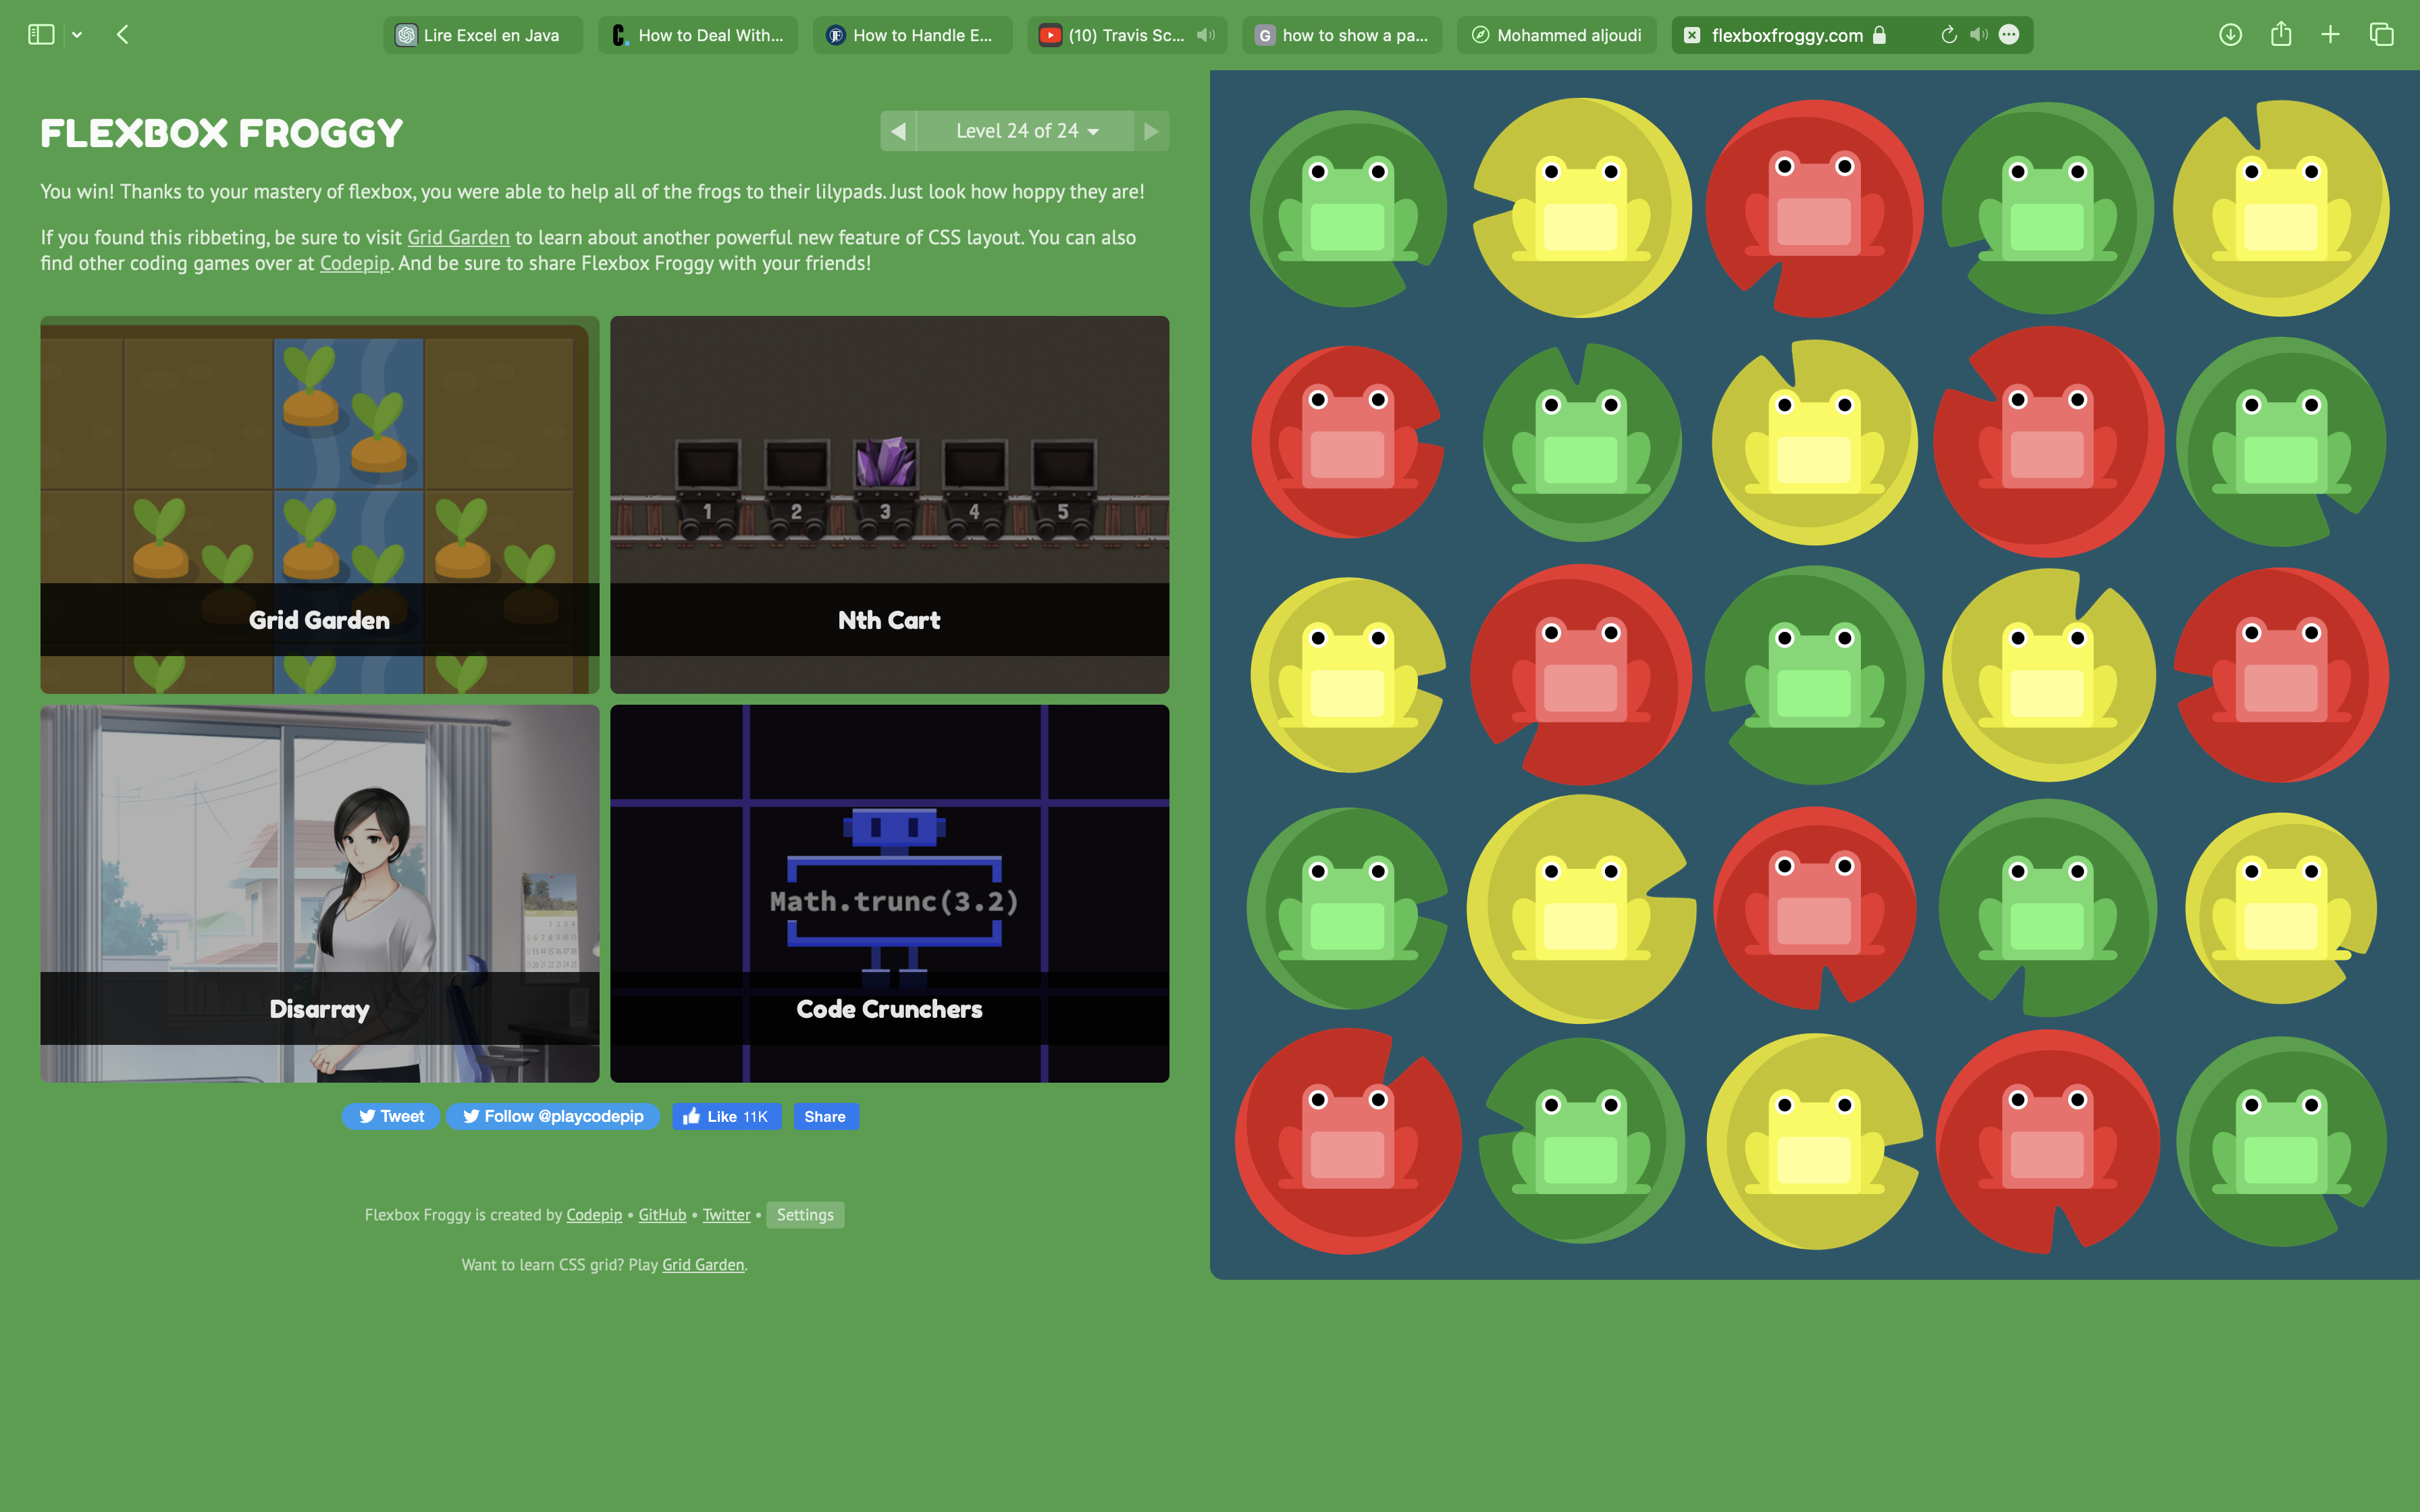 Lire Excel en Java
How to Deal With...
How to Handle E...
(10) Travis Sc...
G how to show a pa...
Mohammed aljoudi
flexboxfroggy.com
FLEXBOX FROGGY
Level 24 of 24
You win! Thanks to your mastery of flexbox, you were able to help all of the frogs to their lilypads. Just look how hoppy they are!
If you found this ribbeting, be sure to visit Grid Garden to learn about another powerful new feature of CSS layout. You can also
find other coding games over at Codepip. And be sure to share Flexbox Froggy with your friends!
1 2 3 4 5
Grid Garden
Nth Cart
Math.trunc(3.2)
Disarray
Code Crunchers
Tweet
Follow @playcodepip
Like 11K
Share
Flexbox Froggy is created by Codepip • GitHub • Twitter • Settings
Want to learn CSS grid? Play Grid Garden.